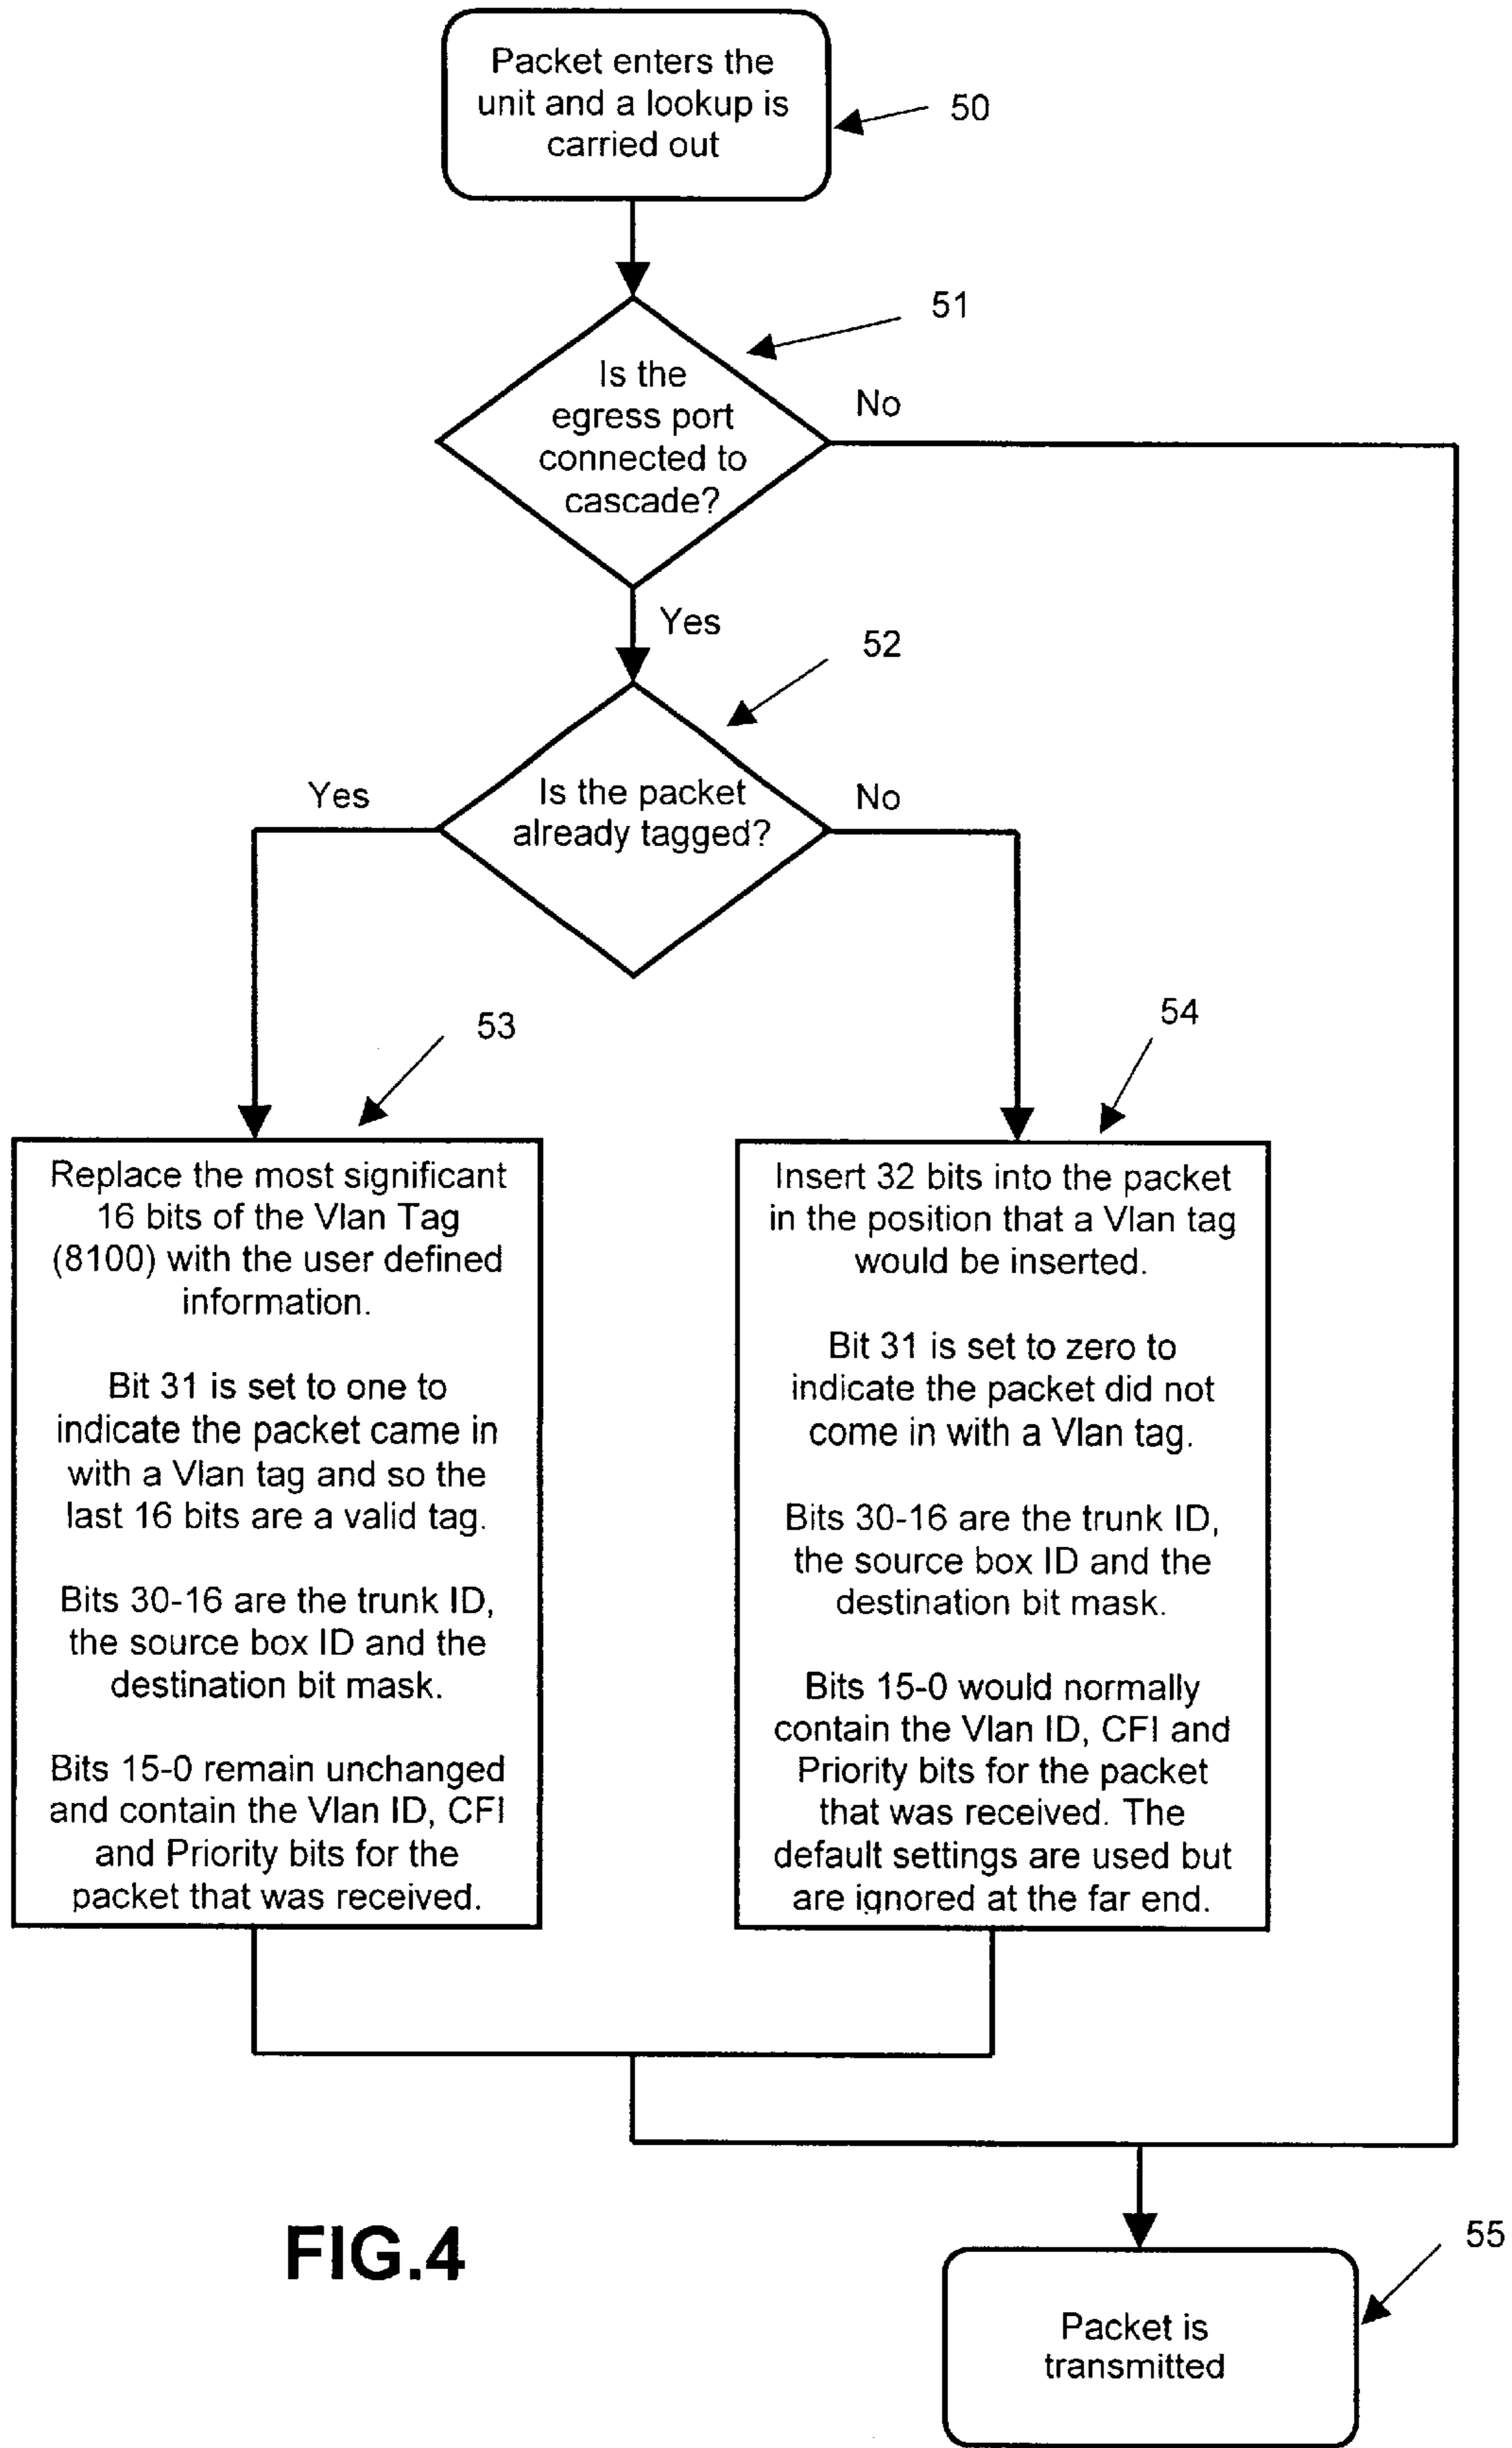 Packet enters the
unit and a lookup is
carried out
50
51
Is the
egress port
connected to
cascade?
No
Yes
52
Is the packet
already tagged?
Yes
No
53
54
Replace the most significant
16 bits of the Vlan Tag
(8100) with the user defined
information.
Bit 31 is set to one to
indicate the packet came in
with a Vlan tag and so the
last 16 bits are a valid tag.
Bits 30-16 are the trunk ID,
the source box ID and the
destination bit mask.
Bits 15-0 remain unchanged
and contain the Vlan ID, CFI
and Priority bits for the
packet that was received.
Insert 32 bits into the packet
in the position that a Vlan tag
would be inserted.
Bit 31 is set to zero to
indicate the packet did not
come in with a Vlan tag.
Bits 30-16 are the trunk ID,
the source box ID and the
destination bit mask.
Bits 15-0 would normally
contain the Vlan ID, CFI and
Priority bits for the packet
that was received. The
default settings are used but
are ignored at the far end.
FIG.4
55
Packet is
transmitted